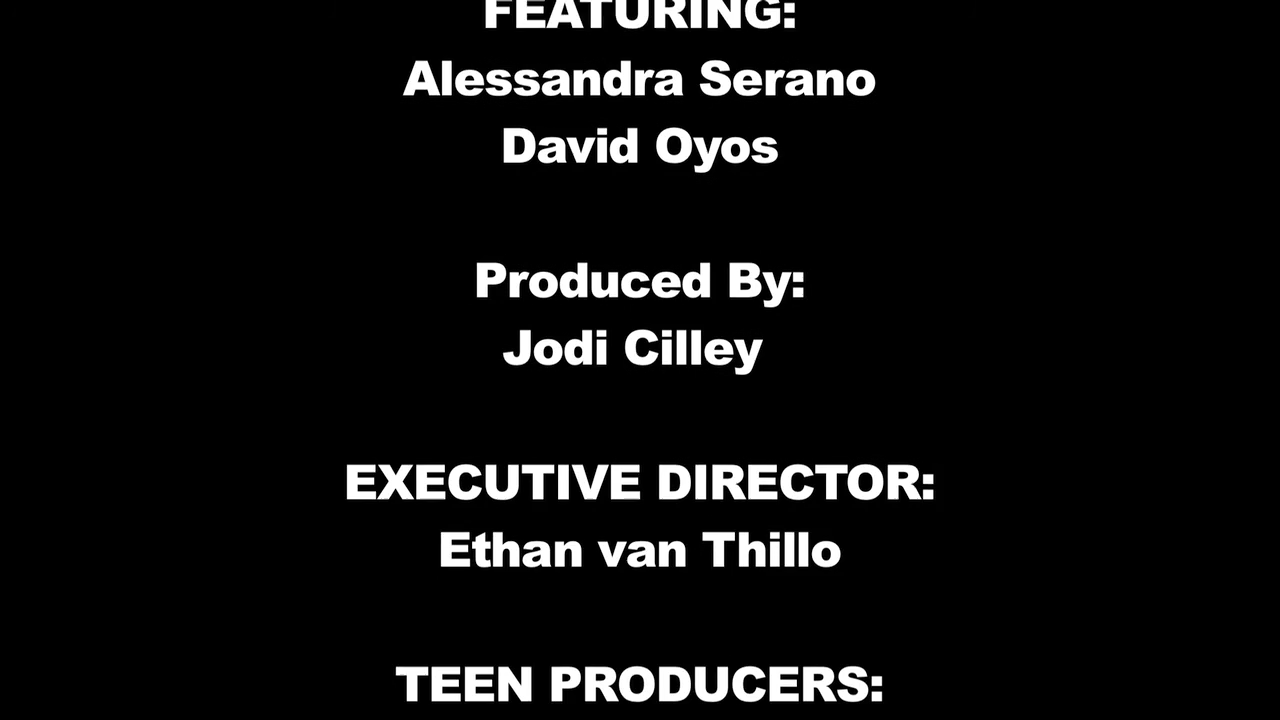 FEATURING:
Alessandra Serano
David Oyos
Produced By:
Jodi Cilley
EXECUTIVE DIRECTOR:
Ethan van Thillo
TEEN PRODUCERS: